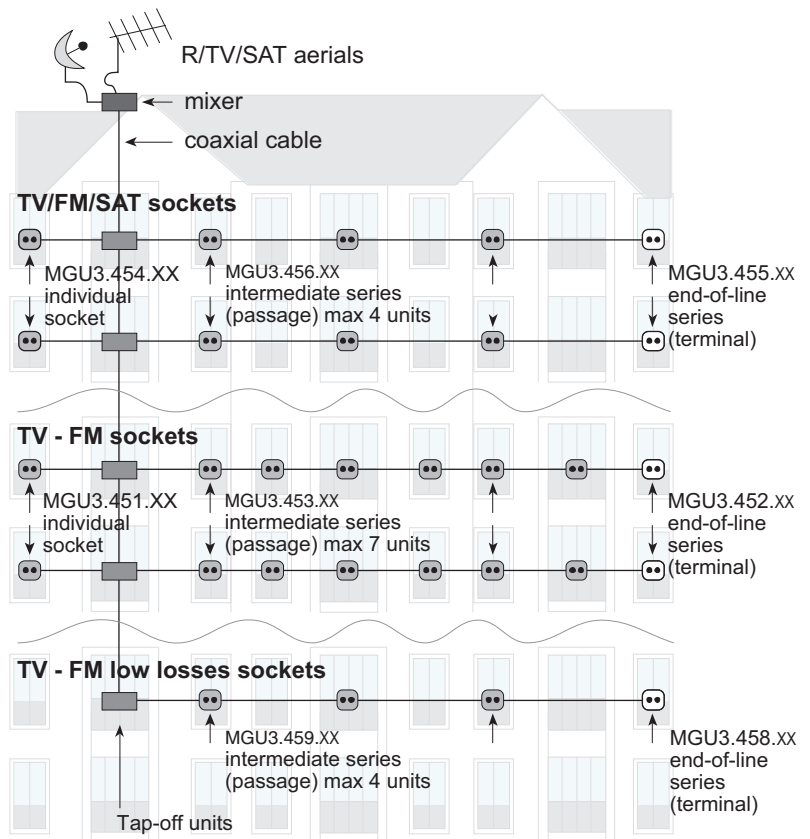 R/TV/SAT aerials
mixer
coaxial cable
TV/FM/SAT sockets
MGU3.454.XX
individual
socket
MGU3.456.XX
intermediate series
(passage) max 4 units
MGU3.455.XX
end-of-line
series
(terminal)
TV - FM sockets
MGU3.451.XX
individual
socket
MGU3.453.XX
intermediate series
(passage) max 7 units
MGU3.452.XX
end-of-line
series
(terminal)
TV - FM low losses sockets
MGU3.459.XX
intermediate series
(passage) max 4 units
MGU3.458.XX
end-of-line
series
(terminal)
Tap-off units